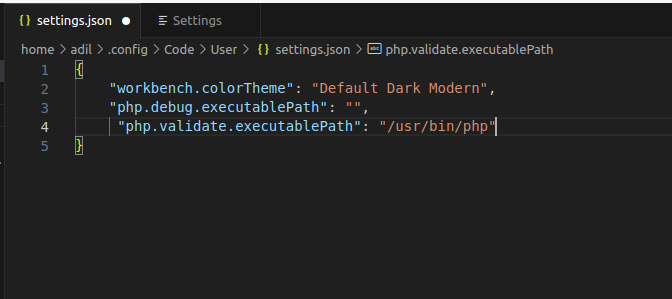 {} settings.json ● Settings
home > adil > .config > Code > User > {} settings.json > abc php.validate.executablePath
1 {
2 "workbench.colorTheme": "Default Dark Modern",
3 "php.debug.executablePath": "",
4 "php.validate.executablePath": "/usr/bin/php"
5 }